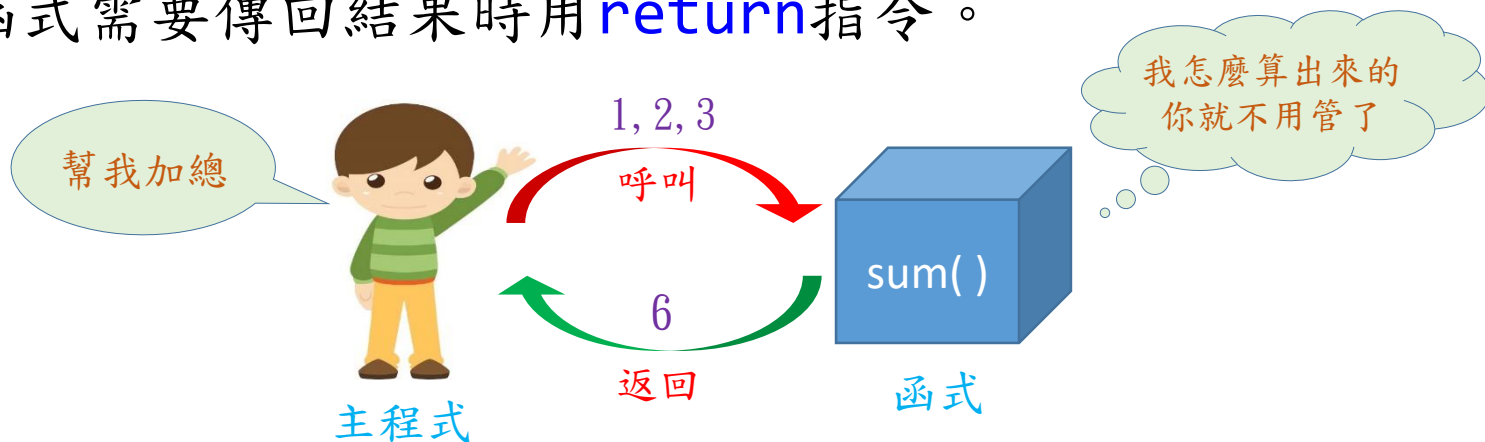 函式需要傳回結果時用return指令。
幫我加總
1,2,3
呼叫
6
返回
主程式
sum( )
函式
我怎麼算出來的
你就不用管了